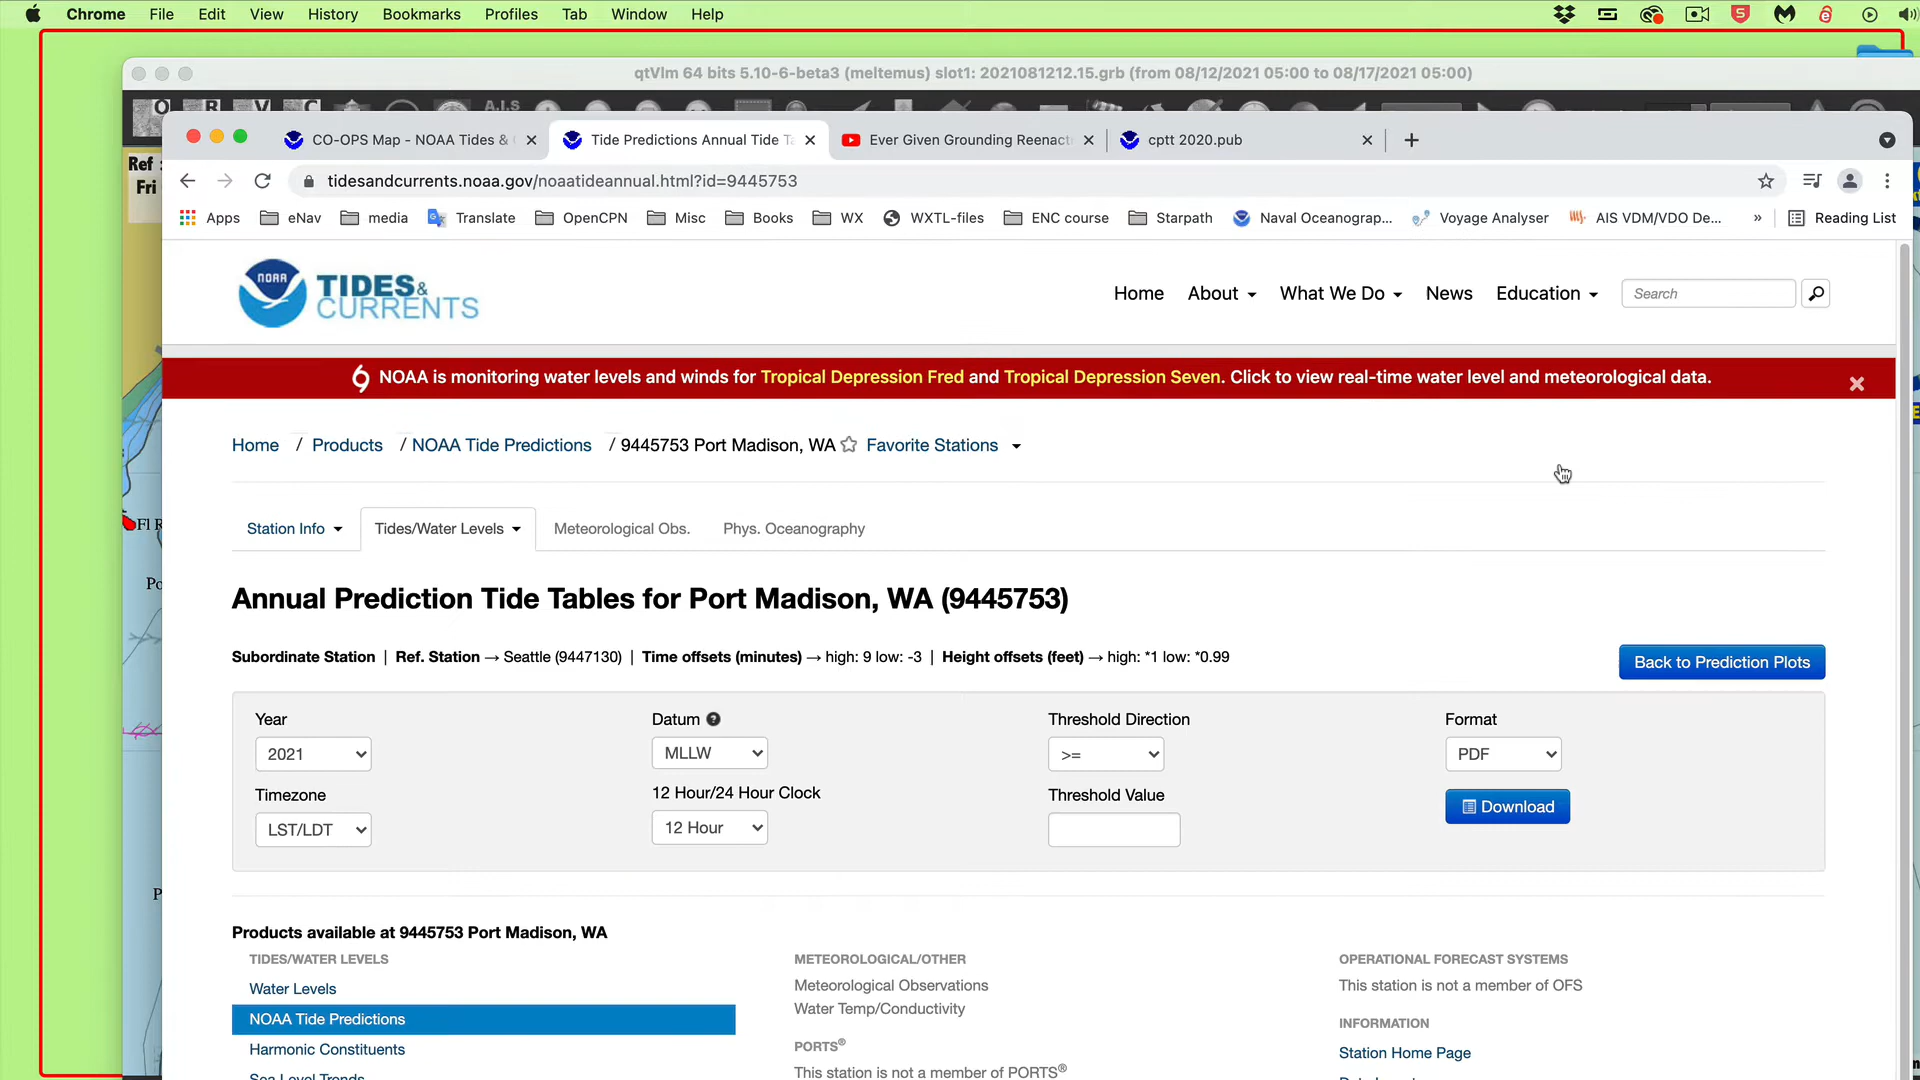 Chrome File Edit View History Bookmarks Profiles Tab Window Help
qtVlm 64 bits 5.10-6-beta3 (meltemus) slot1: 2021081212.15.grb (from 08/12/2021 05:00 to 08/17/2021 05:00)
CO-OPS Map - NOAA Tides & Tide Predictions Annual Tide Ta Ever Given Grounding Reenact cptt 2020.pub
tidesandcurrents.noaa.gov/noaatideannual.html?id=9445753
Apps eNav media Translate OpenCPN Misc Books WX WXTL-files ENC course Starpath Naval Oceanograp... Voyage Analyser AIS VDM/VDO De... » Reading List
NOAA TIDES & CURRENTS
Home About What We Do News Education Search
NOAA is monitoring water levels and winds for Tropical Depression Fred and Tropical Depression Seven. Click to view real-time water level and meteorological data.
Home / Products / NOAA Tide Predictions / 9445753 Port Madison, WA Favorite Stations
Station Info Tides/Water Levels Meteorological Obs. Phys. Oceanography
Annual Prediction Tide Tables for Port Madison, WA (9445753)
Subordinate Station | Ref. Station → Seattle (9447130) | Time offsets (minutes) → high: 9 low: -3 | Height offsets (feet) → high: *1 low: *0.99
Back to Prediction Plots
Year Datum Threshold Direction Format
2021 MLLW >= PDF
Timezone 12 Hour/24 Hour Clock Threshold Value
LST/LDT 12 Hour Download
Products available at 9445753 Port Madison, WA
TIDES/WATER LEVELS METEOROLOGICAL/OTHER OPERATIONAL FORECAST SYSTEMS
Water Levels Meteorological Observations This station is not a member of OFS
NOAA Tide Predictions Water Temp/Conductivity INFORMATION
Harmonic Constituents PORTS® Station Home Page
Sea Level Trends This station is not a member of PORTS®
Ref
Fri